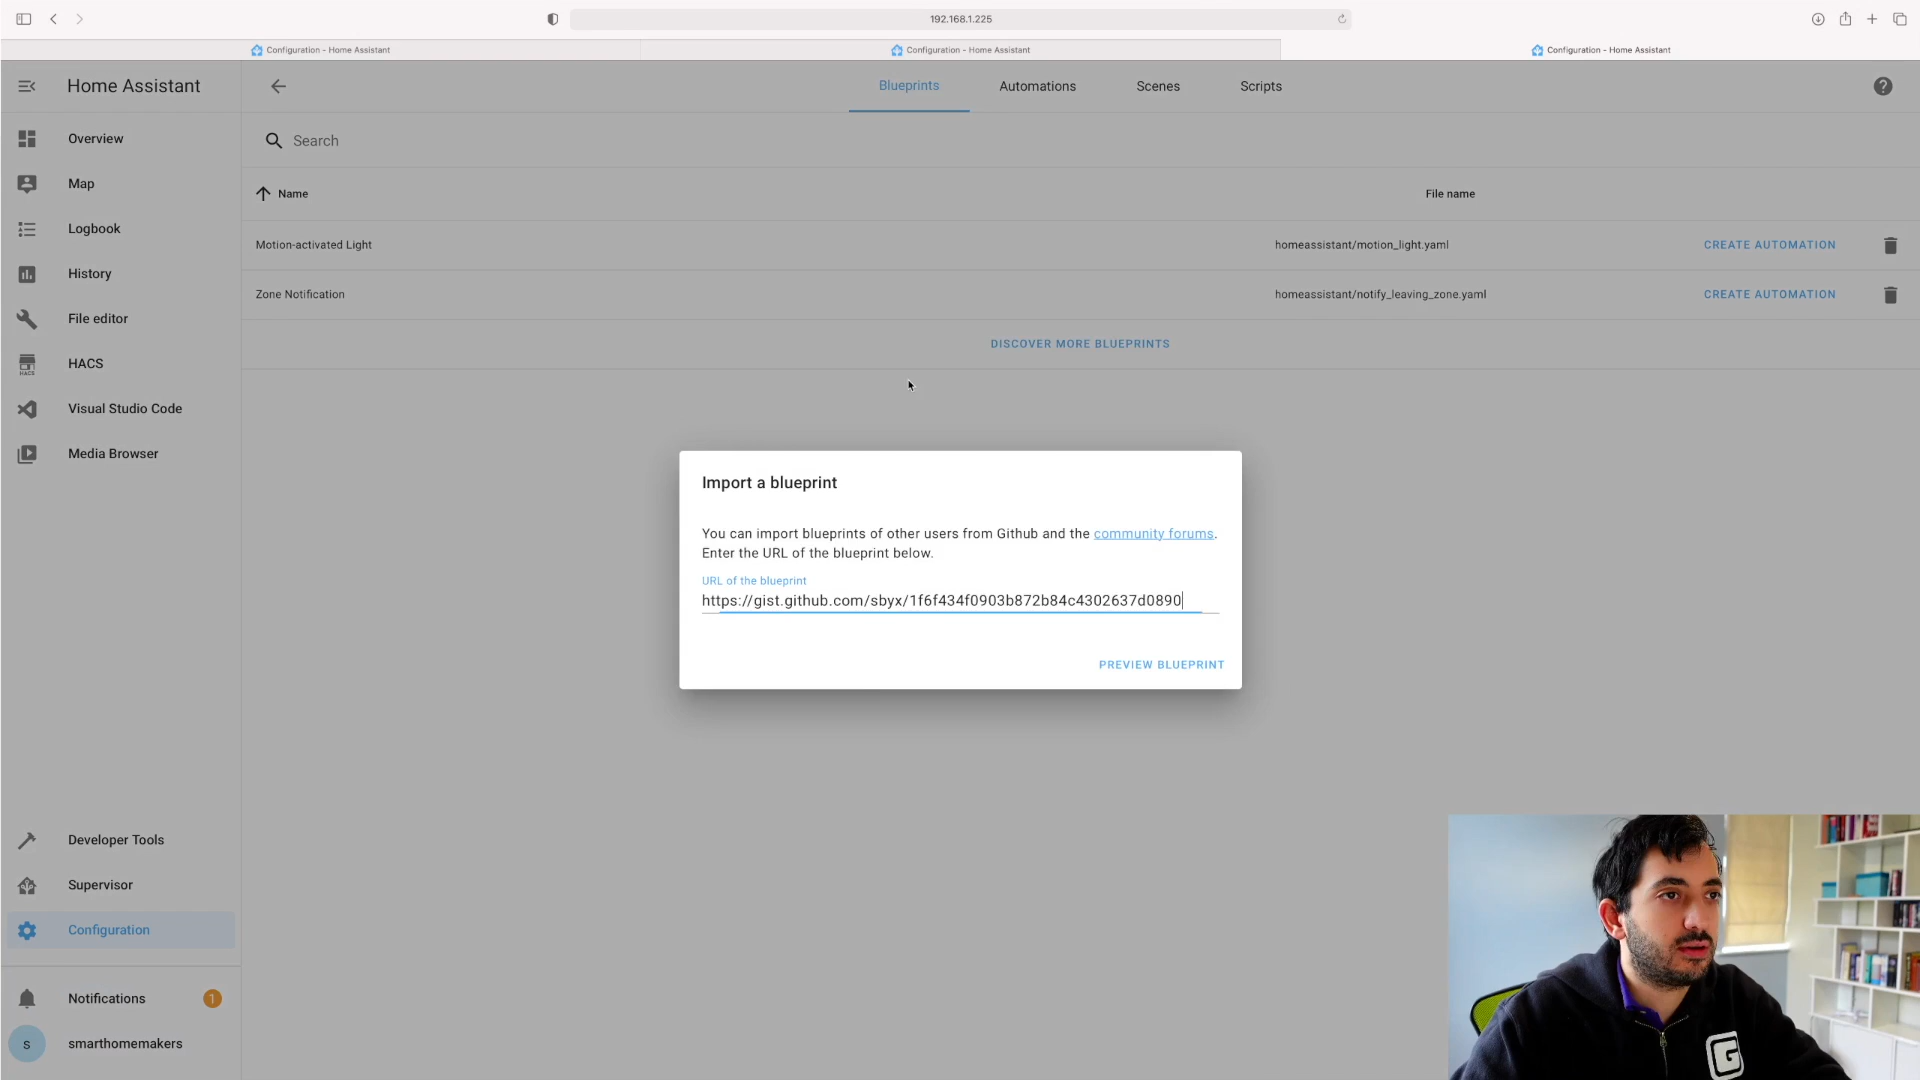 192.168.1.225
Configuration - Home Assistant
Configuration - Home Assistant
Configuration - Home Assistant
Home Assistant
Blueprints
Automations
Scenes
Scripts
Overview
Map
Logbook
History
File editor
HACS
HACS
Visual Studio Code
Media Browser
Developer Tools
Supervisor
Configuration
Notifications
1
s
smarthomemakers
Search
Name
File name
Motion-activated Light
homeassistant/motion_light.yaml
CREATE AUTOMATION
Zone Notification
homeassistant/notify_leaving_zone.yaml
CREATE AUTOMATION
DISCOVER MORE BLUEPRINTS
Import a blueprint
You can import blueprints of other users from Github and the community forums.
Enter the URL of the blueprint below.
URL of the blueprint
https://gist.github.com/sbyx/1f6f434f0903b872b84c4302637d0890
PREVIEW BLUEPRINT
G